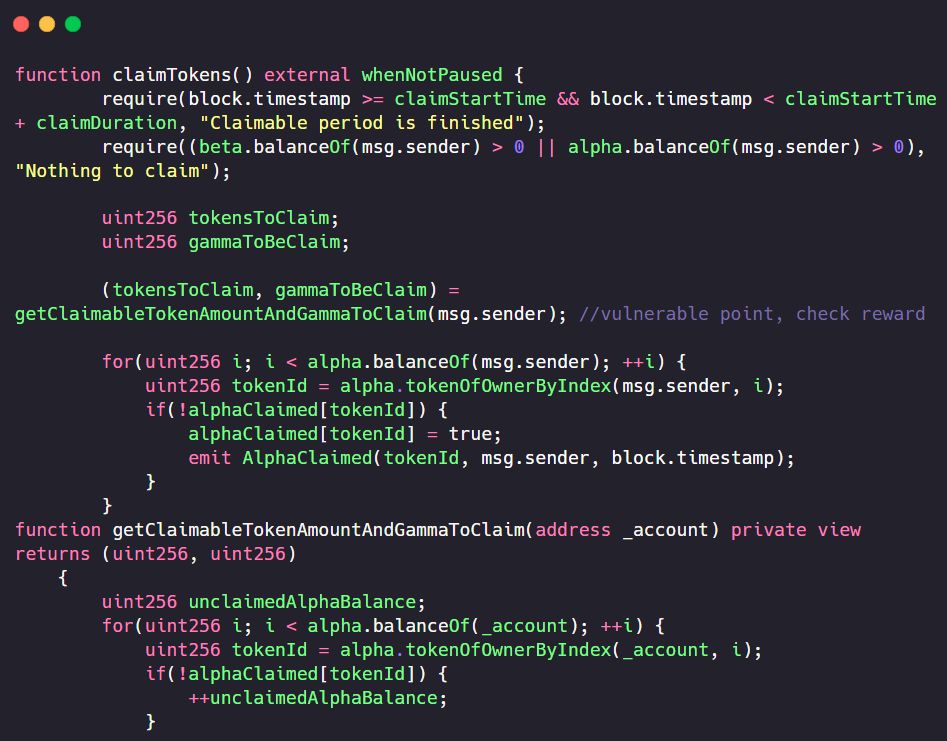 function claimTokens() external whenNotPaused {
require(block.timestamp >= claimStartTime && block.timestamp < claimStartTime
+ claimDuration, "Claimable period is finished");
require((beta.balanceOf(msg.sender) > 0 || alpha.balanceOf(msg.sender) > 0),
"Nothing to claim");
uint256 tokensToClaim;
uint256 gammaToBeClaim;
(tokensToClaim, gammaToBeClaim) =
getClaimableTokenAmountAndGammaToClaim(msg.sender); //vulnerable point, check reward
for(uint256 i; i < alpha.balanceOf(msg.sender); ++i) {
uint256 tokenId = alpha.tokenOfOwnerByIndex(msg.sender, i);
if(!alphaClaimed[tokenId]) {
alphaClaimed[tokenId] = true;
emit AlphaClaimed(tokenId, msg.sender, block.timestamp);
}
}
function getClaimableTokenAmountAndGammaToClaim(address _account) private view
returns (uint256, uint256)
{
uint256 unclaimedAlphaBalance;
for(uint256 i; i < alpha.balanceOf(_account); ++i) {
uint256 tokenId = alpha.tokenOfOwnerByIndex(_account, i);
if(!alphaClaimed[tokenId]) {
++unclaimedAlphaBalance;
}